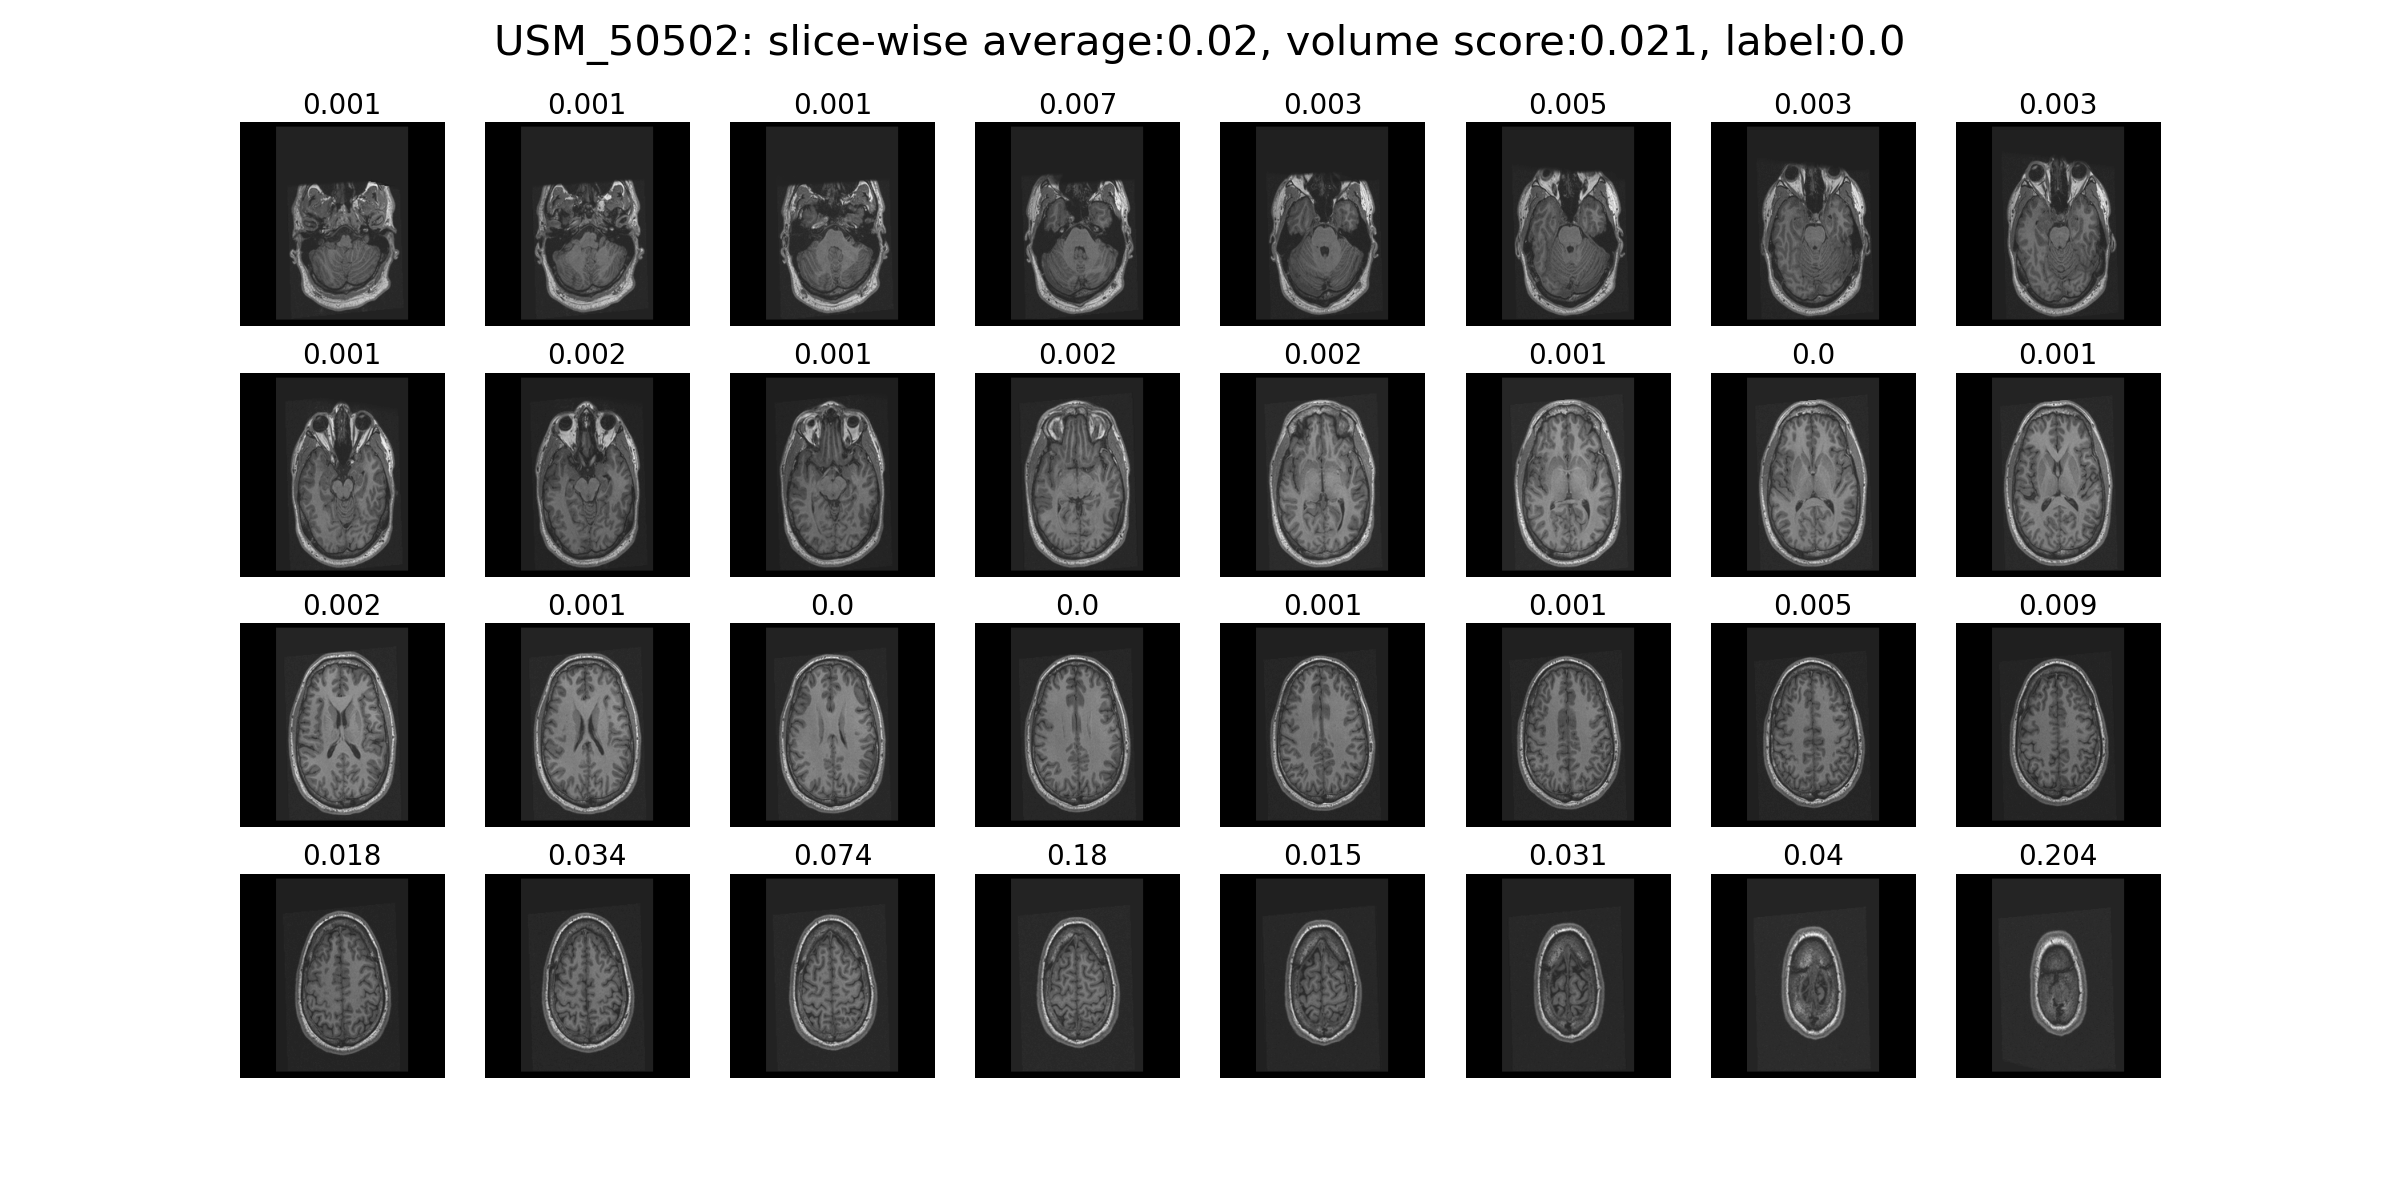 USM_50502: slice-wise average:0.02, volume score:0.021, label:0.0
0.001 0.001 0.001 0.007 0.003 0.005 0.003 0.003
0.001 0.002 0.001 0.002 0.002 0.001 0.0 0.001
0.002 0.001 0.0 0.0 0.001 0.001 0.005 0.009
0.018 0.034 0.074 0.18 0.015 0.031 0.04 0.204